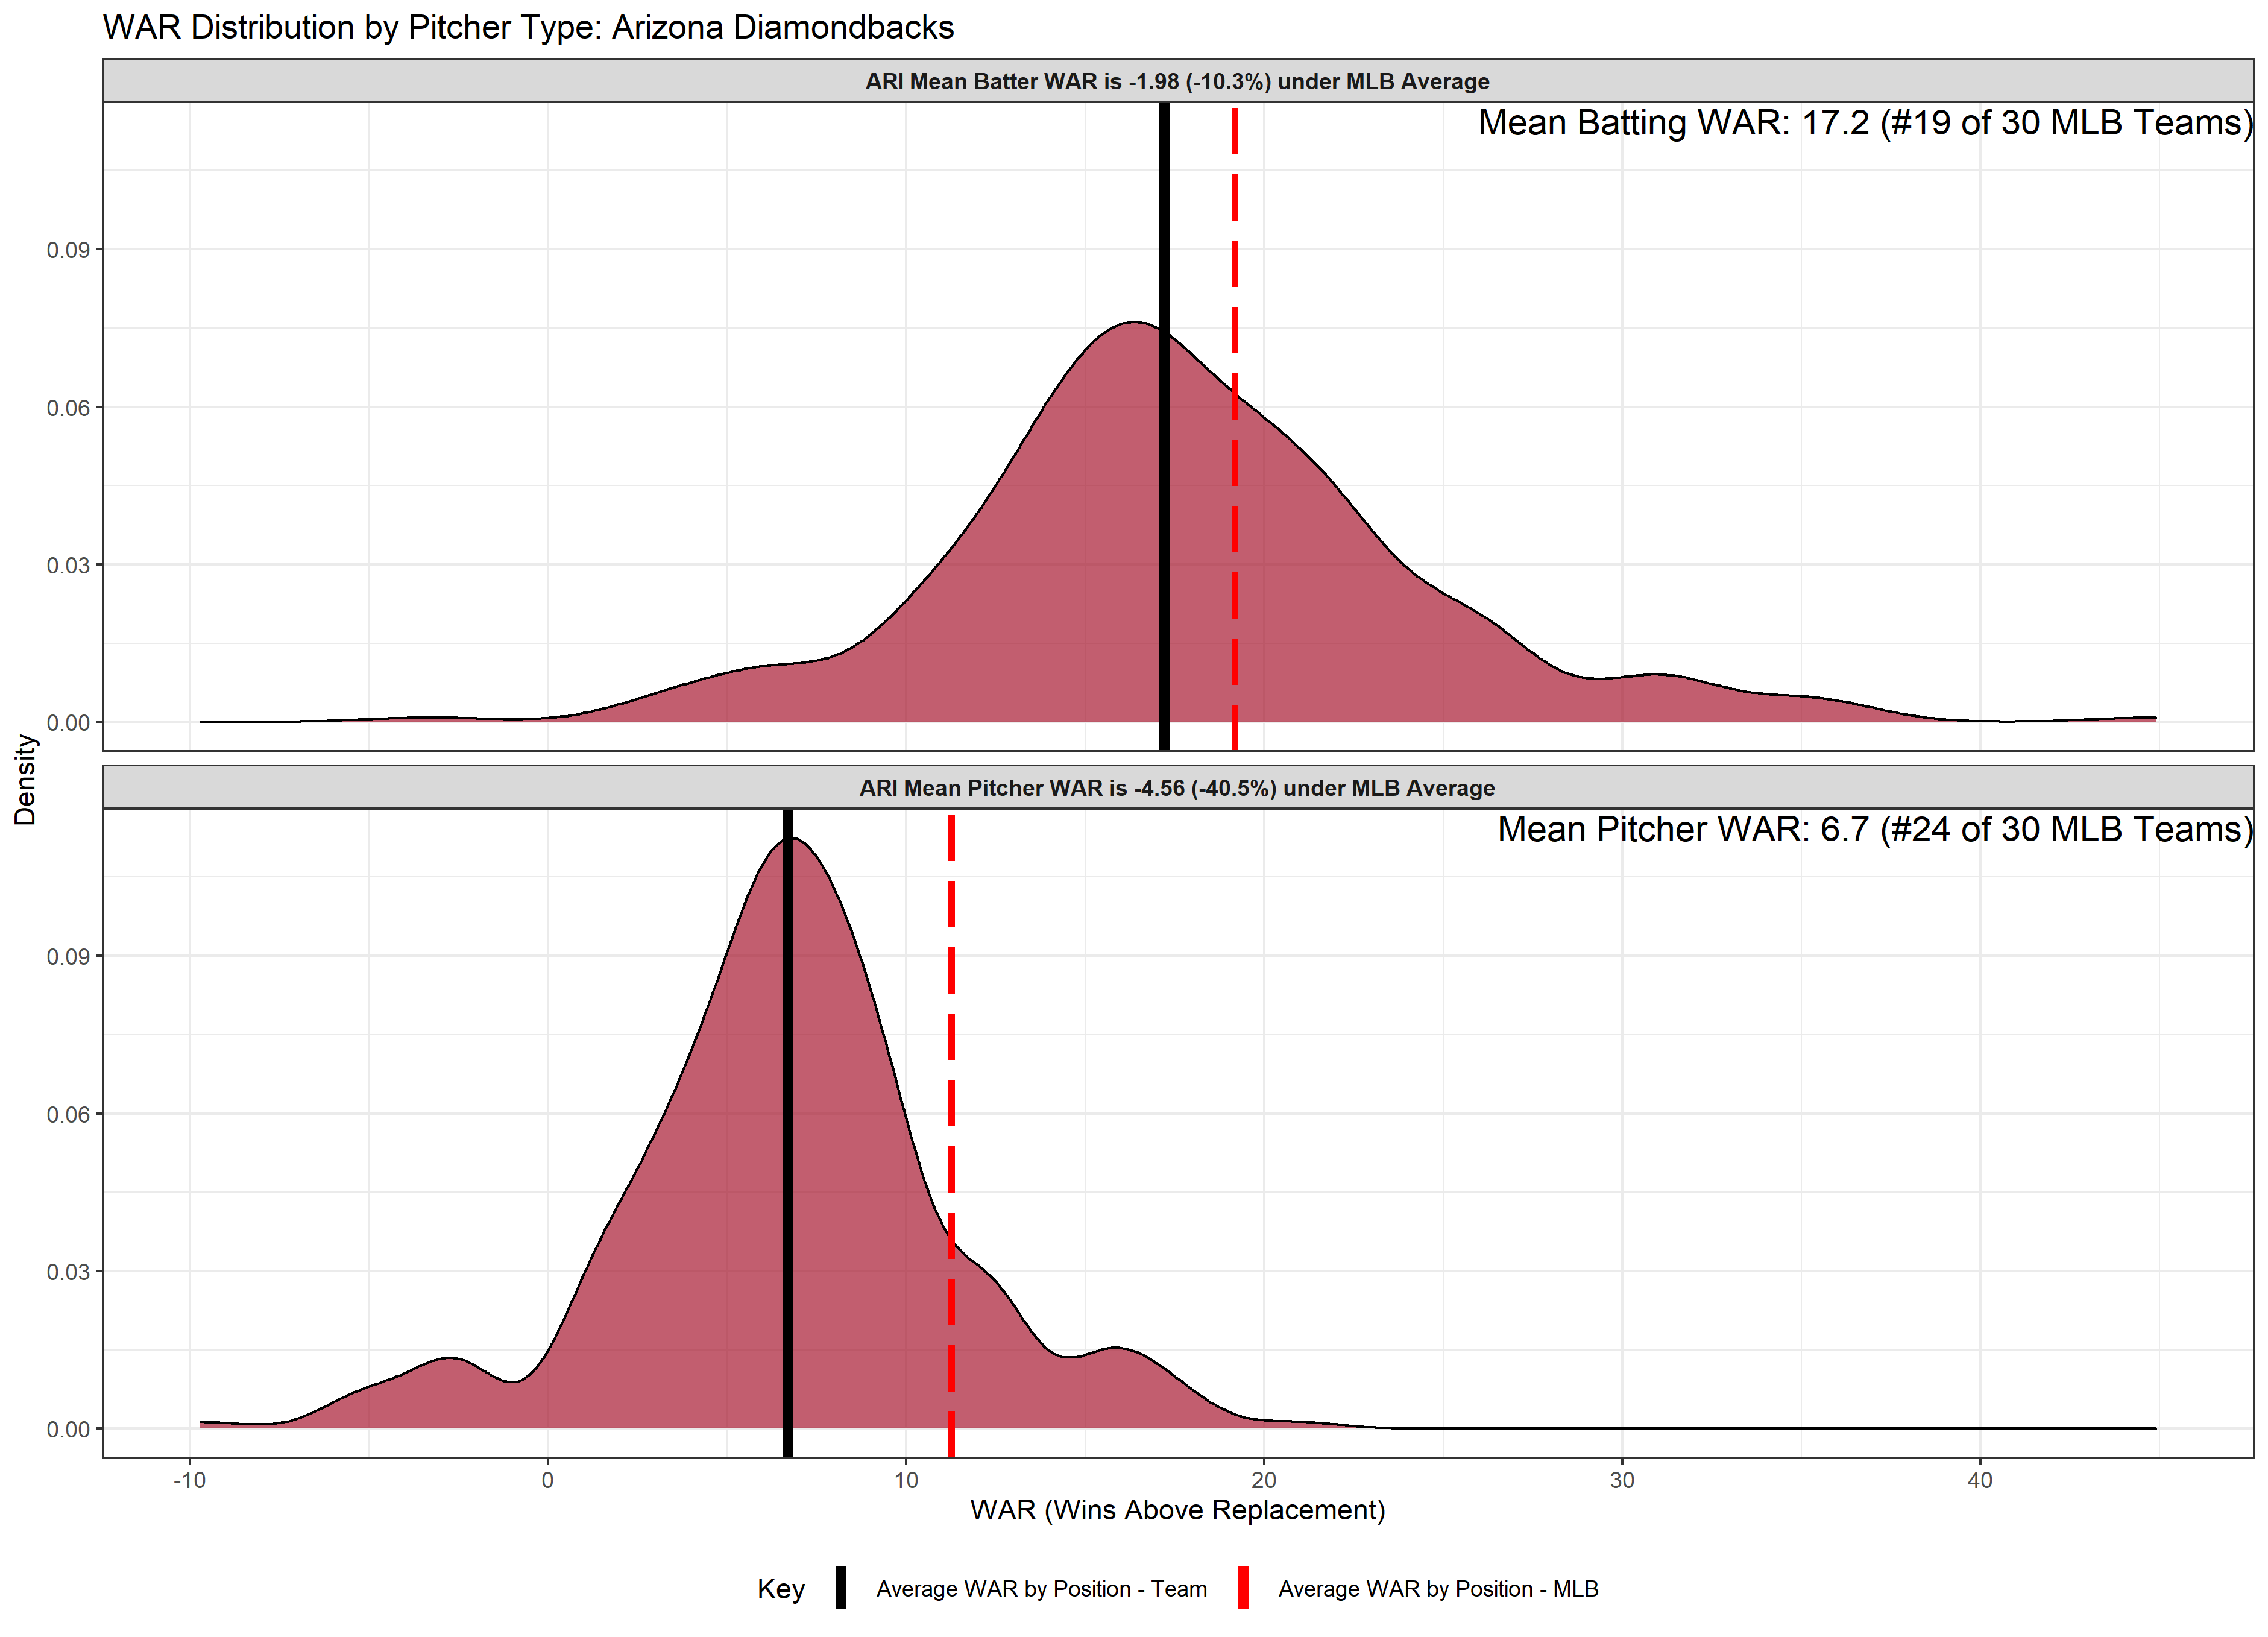 WAR Distribution by Pitcher Type: Arizona Diamondbacks
ARI Mean Batter WAR is -1.98 (-10.3%) under MLB Average
Mean Batting WAR: 17.2 (#19 of 30 MLB Teams)
0.09
0.06
0.03
0.00
Density
ARI Mean Pitcher WAR is -4.56 (-40.5%) under MLB Average
Mean Pitcher WAR: 6.7 (#24 of 30 MLB Teams)
0.09
0.06
0.03
0.00
-10 0 10 20 30 40
WAR (Wins Above Replacement)
Key Average WAR by Position - Team Average WAR by Position - MLB